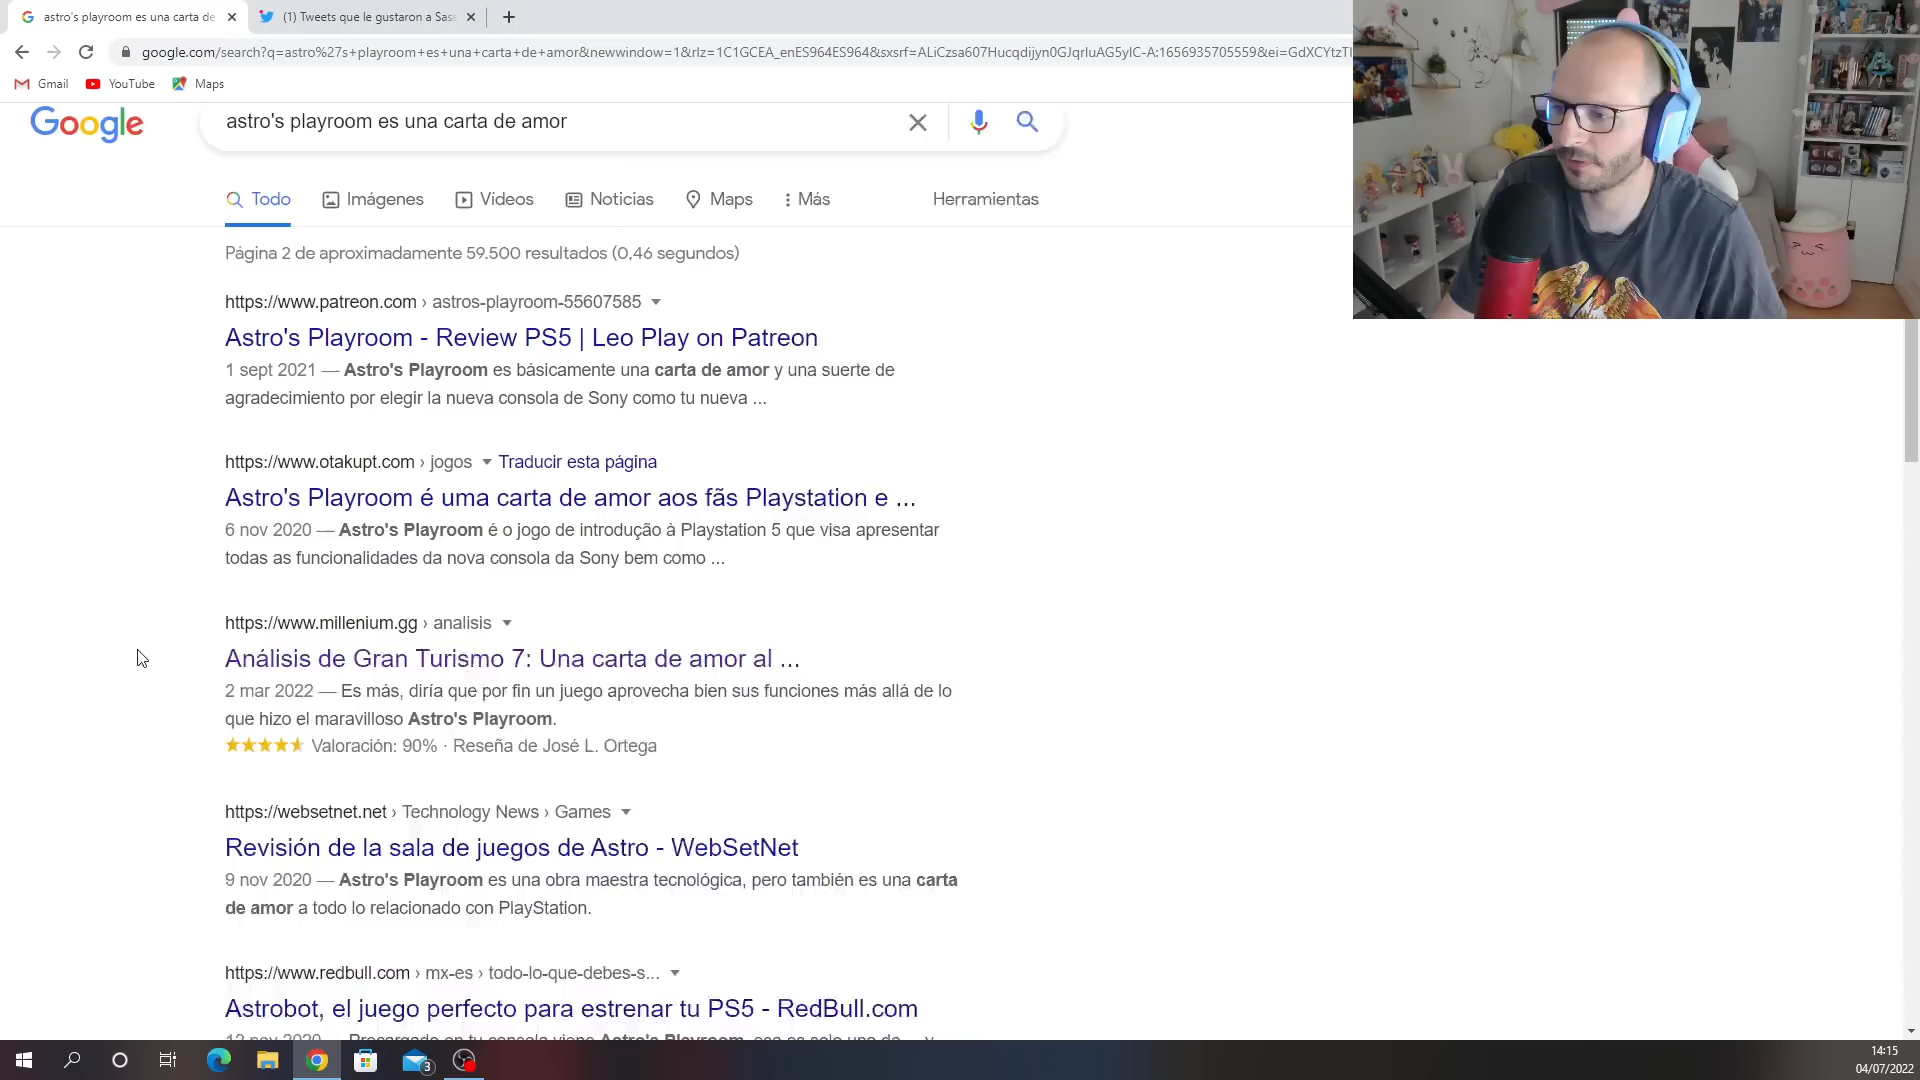 astro's playroom es una carta de
(1) Tweets que le gustaron a Sase
google.com/search?q=astro%27s+playroom+es+una+carta+de+amor&newwindow=1&rlz=1C1GCEA_enES964ES964&sxsrf=ALiCzsa607Hucqdijyn0GJqrluAG5ylC-A:1656935705559&ei=GdXCYtzTI
Gmail YouTube Maps
Google
astro's playroom es una carta de amor
Todo Imágenes Vídeos Noticias Maps Más Herramientas
Página 2 de aproximadamente 59.500 resultados (0,46 segundos)
https://www.patreon.com › astros-playroom-55607585
Astro's Playroom - Review PS5 | Leo Play on Patreon
1 sept 2021 — Astro's Playroom es básicamente una carta de amor y una suerte de
agradecimiento por elegir la nueva consola de Sony como tu nueva ...
https://www.otakupt.com › jogos Traducir esta página
Astro's Playroom é uma carta de amor aos fãs Playstation e ...
6 nov 2020 — Astro's Playroom é o jogo de introdução à Playstation 5 que visa apresentar
todas as funcionalidades da nova consola da Sony bem como ...
https://www.millenium.gg › analisis
Análisis de Gran Turismo 7: Una carta de amor al ...
2 mar 2022 — Es más, diría que por fin un juego aprovecha bien sus funciones más allá de lo
que hizo el maravilloso Astro's Playroom.
Valoración: 90% · Reseña de José L. Ortega
https://websetnet.net › Technology News › Games
Revisión de la sala de juegos de Astro - WebSetNet
9 nov 2020 — Astro's Playroom es una obra maestra tecnológica, pero también es una carta
de amor a todo lo relacionado con PlayStation.
https://www.redbull.com › mx-es › todo-lo-que-debes-s...
Astrobot, el juego perfecto para estrenar tu PS5 - RedBull.com
3
14:15
04/07/2022